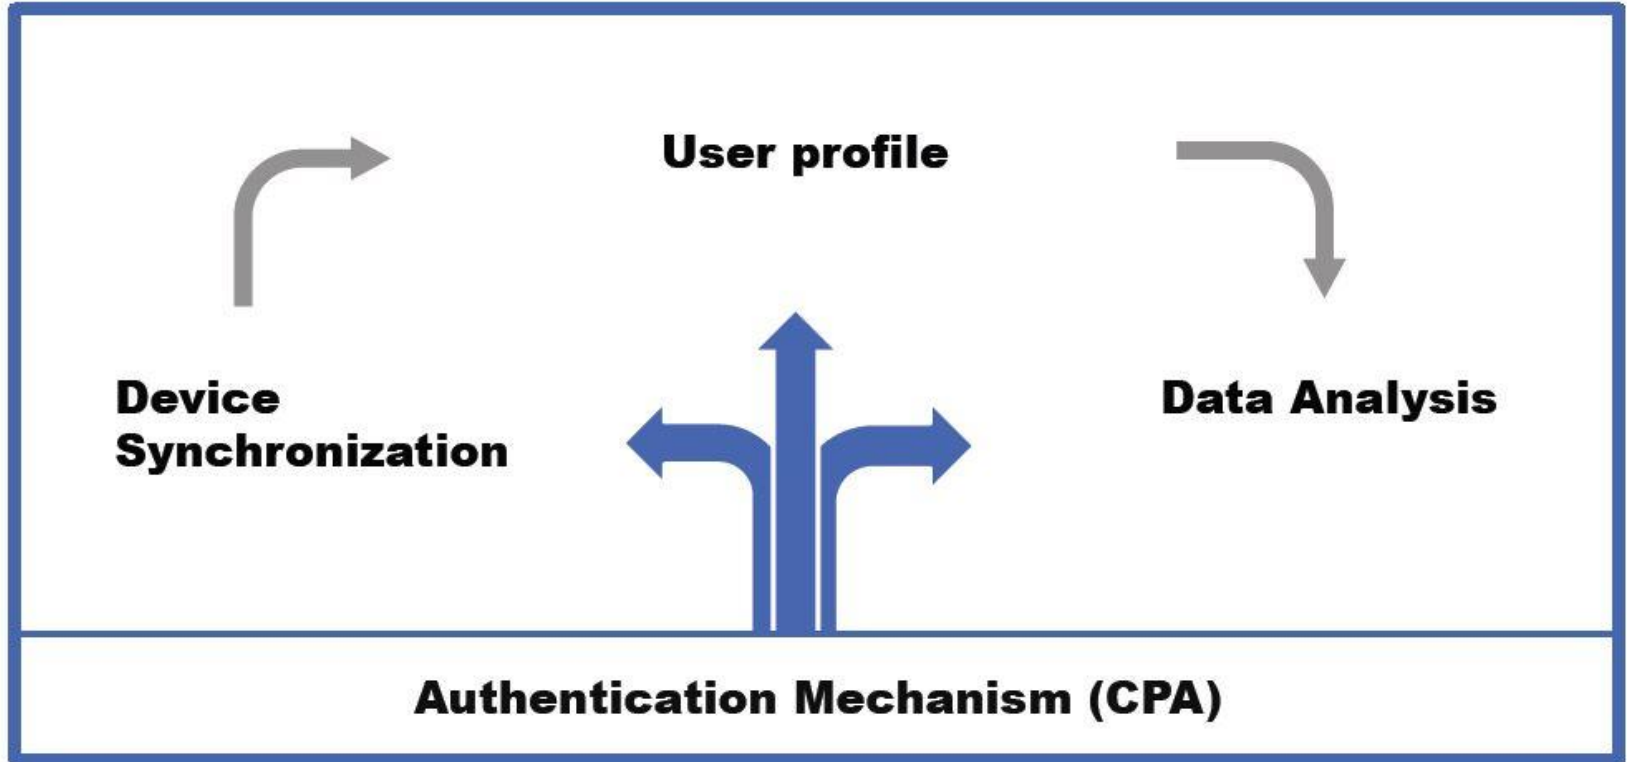 User profile
Device
Synchronization
Data Analysis
Authentication Mechanism (CPA)